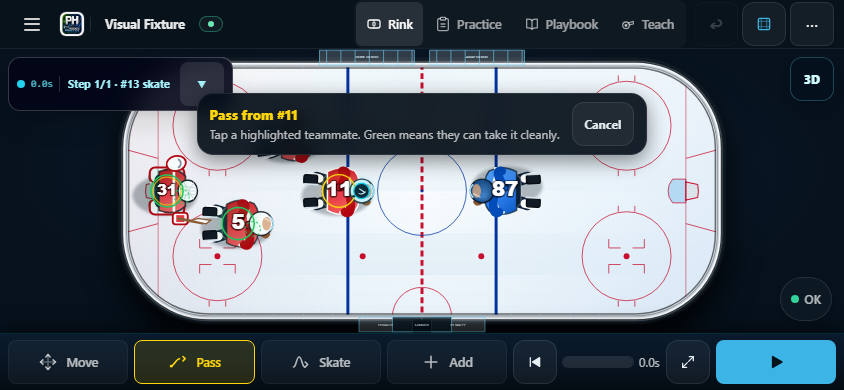 PH
Visual Fixture
Rink
Practice
Playbook
Teach
...
0.0s
Step 1/1 · #13 skate
3D
Pass from #11
Tap a highlighted teammate. Green means they can take it cleanly.
Cancel
31
11
87
5
OK
Move
Pass
Skate
Add
0.0s